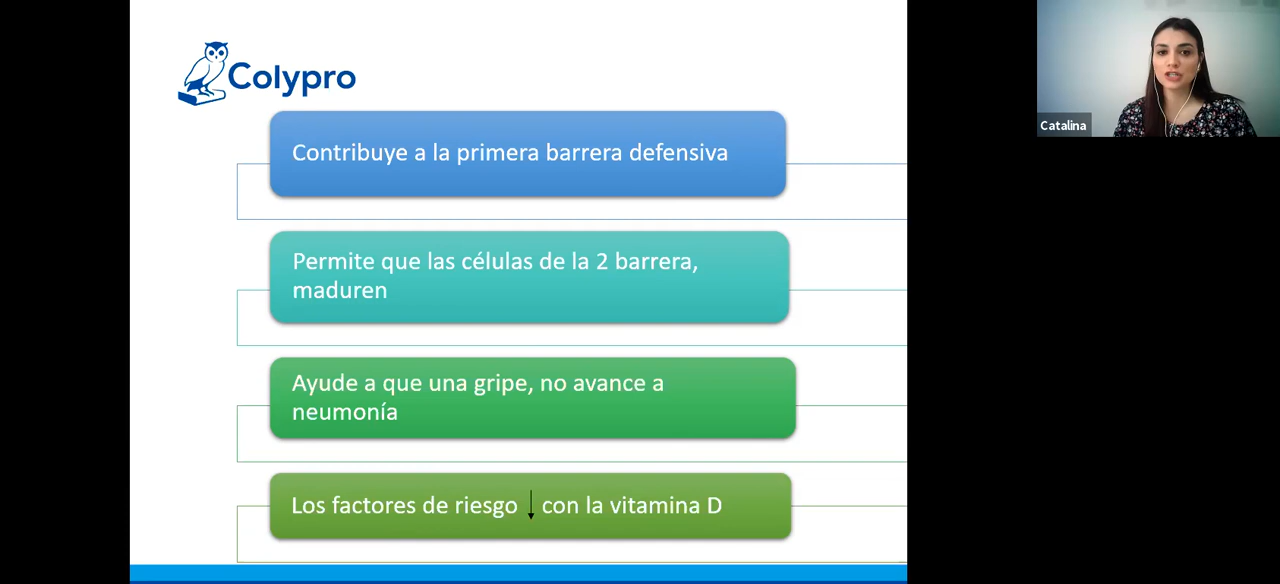 Colypro
Contribuye a la primera barrera defensiva
Permite que las células de la 2 barrera,
maduren
Ayude a que una gripe, no avance a
neumonía
Los factores de riesgo ↓ con la vitamina D
Catalina